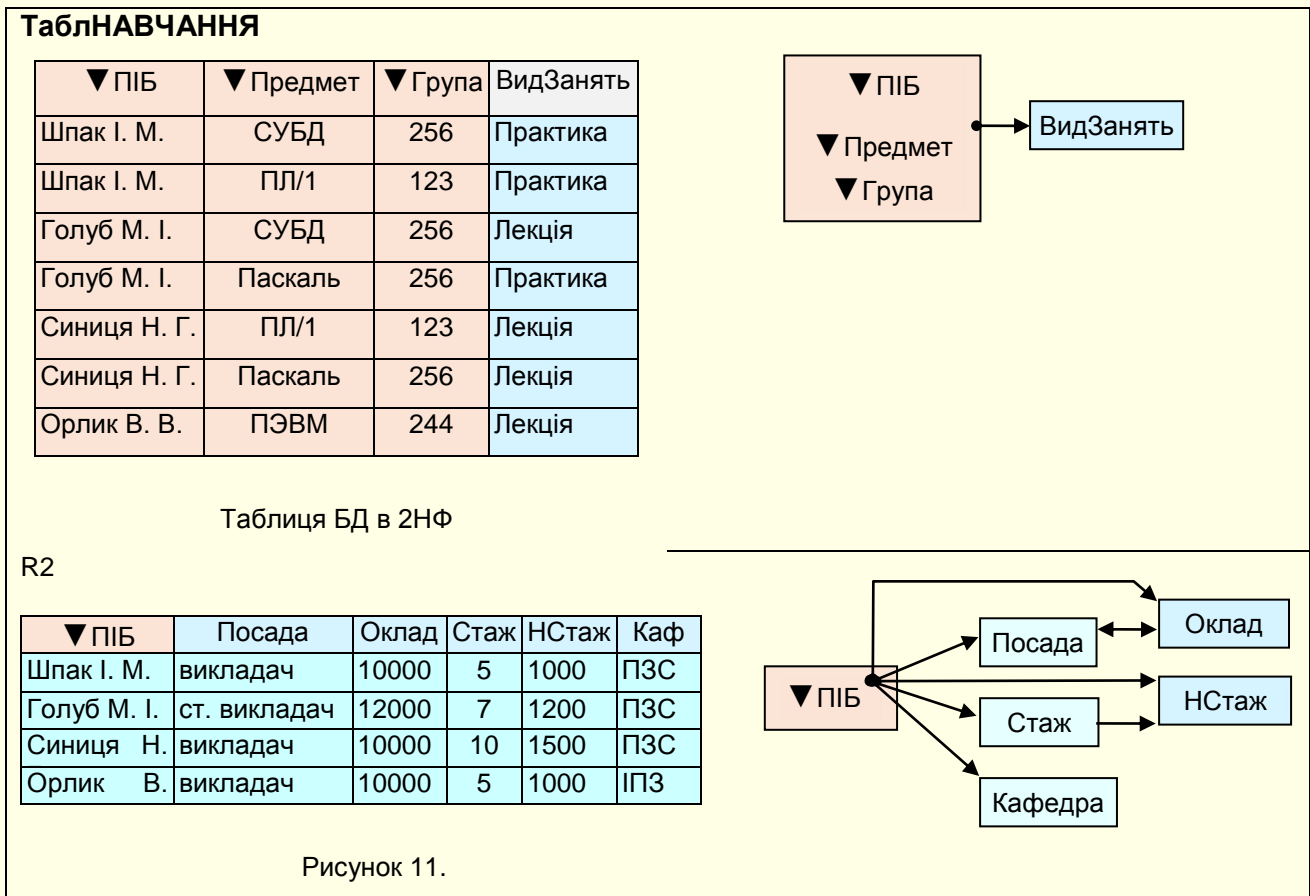 ТаблНАВЧАННЯ
▼ПІБ ▼Предмет ▼Група ВидЗанять
Шпак І. М. СУБД 256 Практика
Шпак І. М. ПЛ/1 123 Практика
Голуб М. І. СУБД 256 Лекція
Голуб М. І. Паскаль 256 Практика
Синиця Н. Г. ПЛ/1 123 Лекція
Синиця Н. Г. Паскаль 256 Лекція
Орлик В. В. ПЭВМ 244 Лекція
▼ПІБ
▼Предмет
▼Група
ВидЗанять
Таблиця БД в 2НФ
R2
▼ПІБ Посада Оклад Стаж НСтаж Каф
Шпак І. М. викладач 10000 5 1000 ПЗС
Голуб М. І. ст. викладач 12000 7 1200 ПЗС
Синиця Н. викладач 10000 10 1500 ПЗС
Орлик В. викладач 10000 5 1000 ІПЗ
▼ПІБ
Посада
Оклад
Стаж
НСтаж
Кафедра
Рисунок 11.